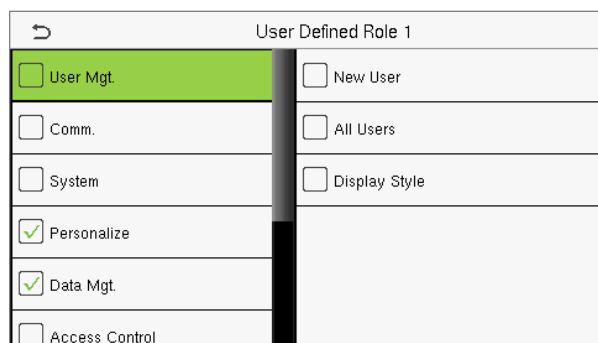 User Defined Role 1
User Mgt.
Comm.
System
Personalize
Data Mgt.
Access Control
New User
All Users
Display Style